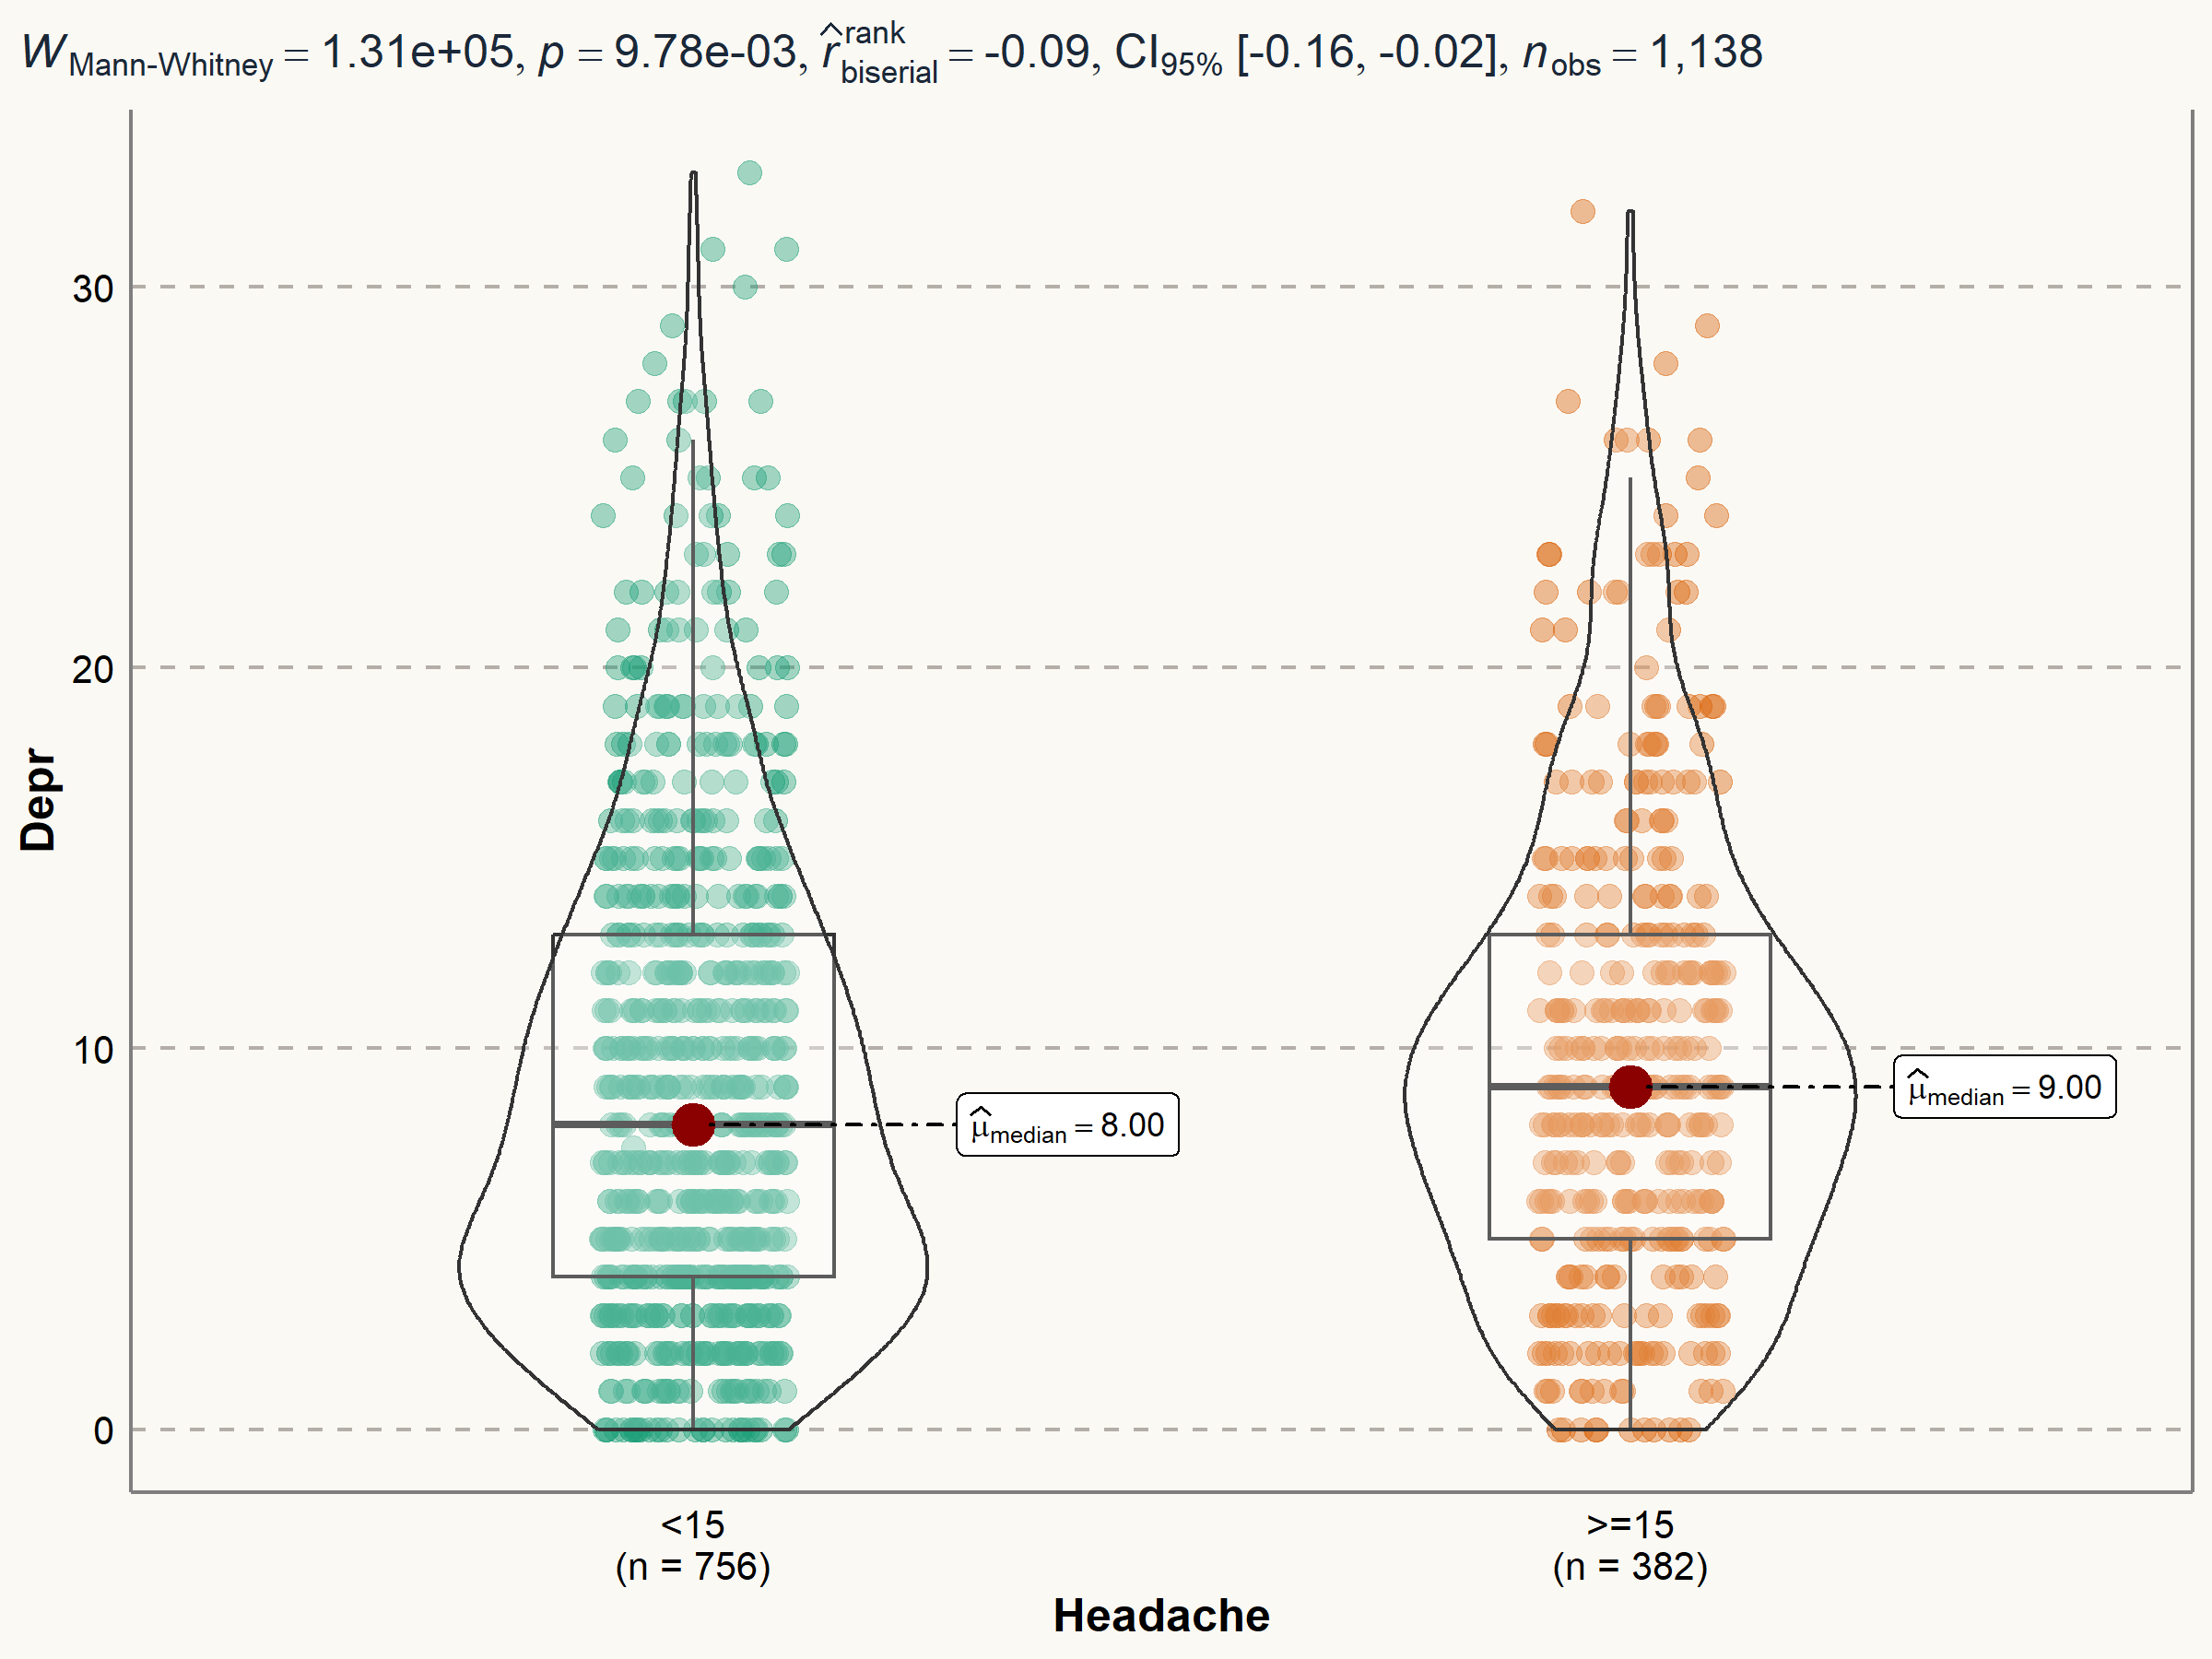 W Mann-Whitney = 1.31e+05, p = 9.78e-03, r̂ rank biserial = -0.09, CI95% [-0.16, -0.02], n obs = 1,138
30
20
10
0
Depr
μ̂ median = 8.00
μ̂ median = 9.00
<15
(n = 756)
>=15
(n = 382)
Headache